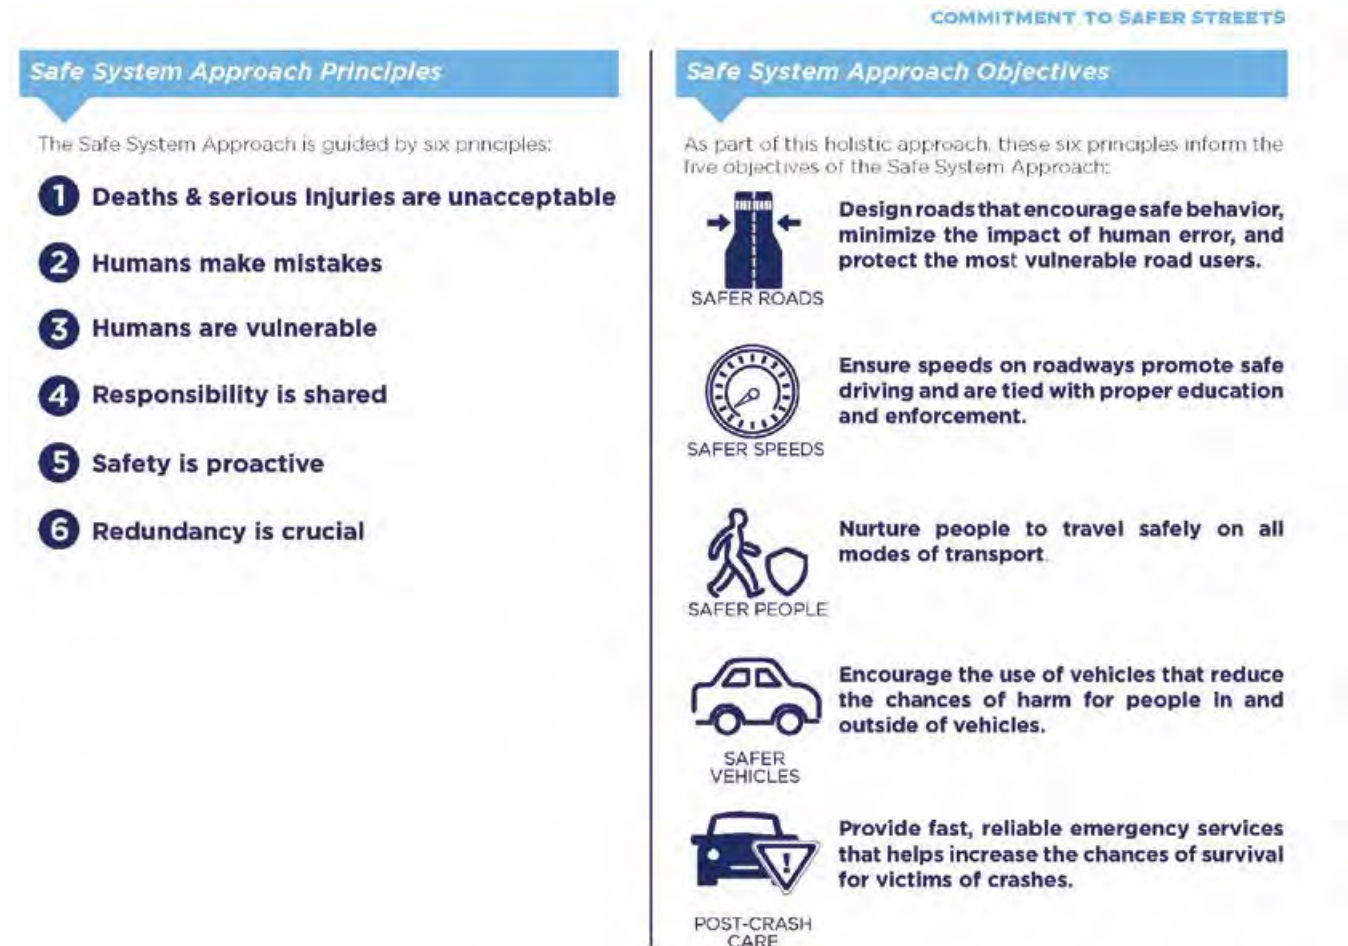 COMMITMENT TO SAFER STREETS
Safe System Approach Principles
The Safe System Approach is guided by six principles:
1 Deaths & serious Injuries are unacceptable
2 Humans make mistakes
3 Humans are vulnerable
4 Responsibility is shared
5 Safety is proactive
6 Redundancy is crucial
Safe System Approach Objectives
As part of this holistic approach, these six principles inform the
five objectives of the Safe System Approach:
SAFER ROADS
Design roads that encourage safe behavior,
minimize the impact of human error, and
protect the most vulnerable road users.
SAFER SPEEDS
Ensure speeds on roadways promote safe
driving and are tied with proper education
and enforcement.
SAFER PEOPLE
Nurture people to travel safely on all
modes of transport.
SAFER
VEHICLES
Encourage the use of vehicles that reduce
the chances of harm for people in and
outside of vehicles.
POST-CRASH
CARE
Provide fast, reliable emergency services
that helps increase the chances of survival
for victims of crashes.